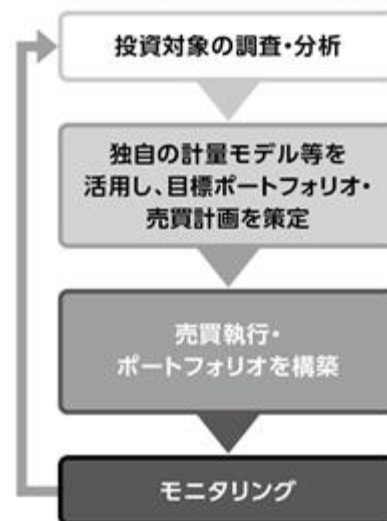 投資対象の調査・分析
独自の計量モデル等を
活用し、目標ポートフォリオ・
売買計画を策定
売買執行・
ポートフォリオを構築
モニタリング